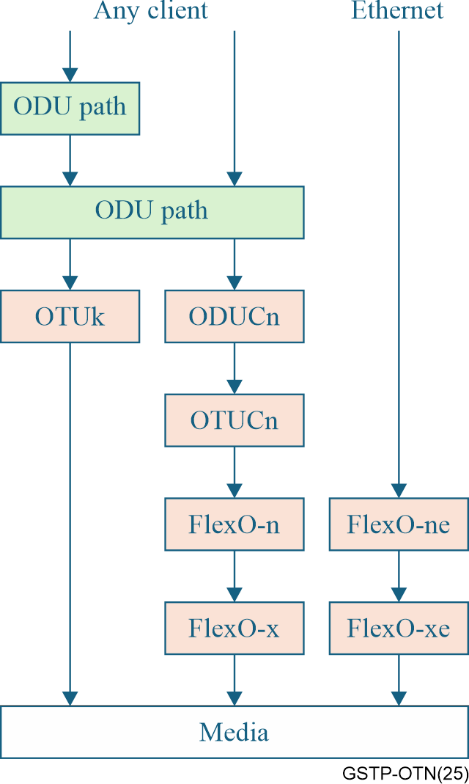 Any client
Ethernet
ODU path
ODU path
OTUk
ODUCn
OTUCn
FlexO-n
FlexO-ne
FlexO-x
FlexO-xe
Media
GSTP-OTN(25)